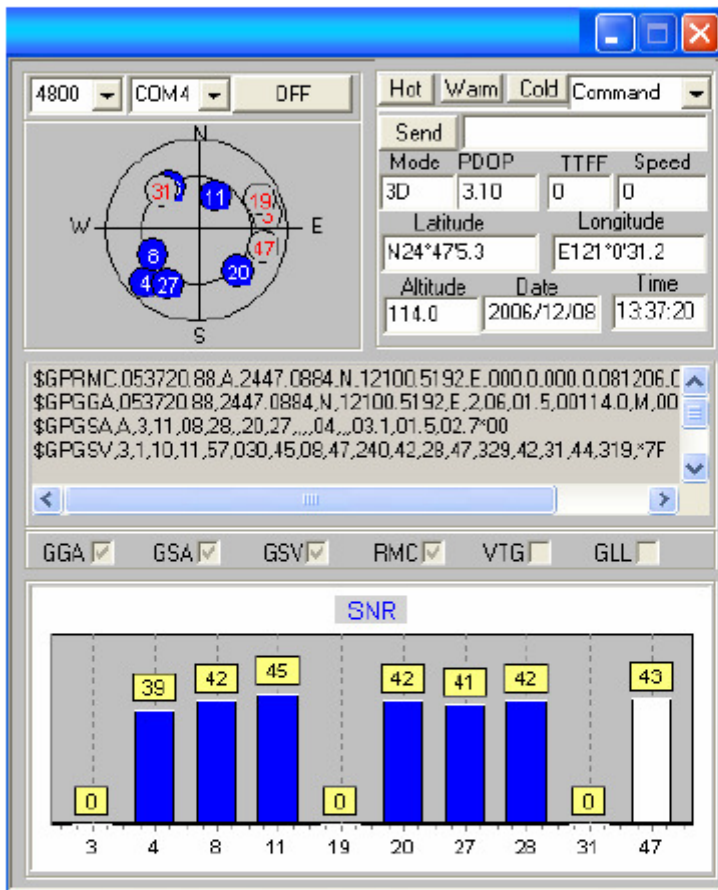 4800 COM4 OFF
Hot Warm Cold Command
Send
Mode PDOP TTFF Speed
3D 3.10 0 0
Latitude Longitude
N24°47'5.3 E121°0'31.2
Altitude Date Time
114.0 2006/12/08 13:37:20
N
31 11 19
W E
47
8
20
4 27
S
$GPRMC,053720.88,A,2447.0884,N,12100.5192,E,000.0,000.0,081206,0
$GPGGA,053720.88,2447.0884,N,12100.5192,E,2,06,01.5,00114.0,M,00
$GPGSA,A,3,11,08,28,,20,27,,,,04,,,03.1,01.5,02.7*00
$GPGSV,3,1,10,11,57,030,45,08,47,240,42,28,47,329,42,31,44,319,*7F
GGA GSA GSV RMC VTG GLL
SNR
0 39 42 45 0 42 41 42 0 43
3 4 8 11 19 20 27 28 31 47